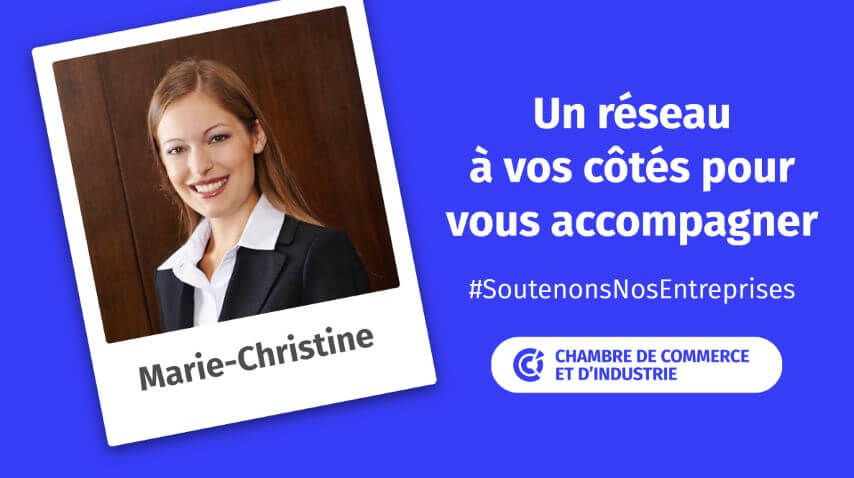 Marie-Christine
Un réseau
à vos côtés pour
vous accompagner
#SoutenonsNosEntreprises
CHAMBRE DE COMMERCE
ET D'INDUSTRIE